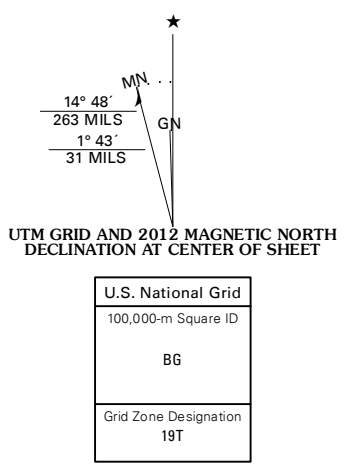 ★
MN
14° 48´
263 MILS
GN
1° 43´
31 MILS
UTM GRID AND 2012 MAGNETIC NORTH
DECLINATION AT CENTER OF SHEET
U.S. National Grid
100,000-m Square ID
BG
Grid Zone Designation
19T